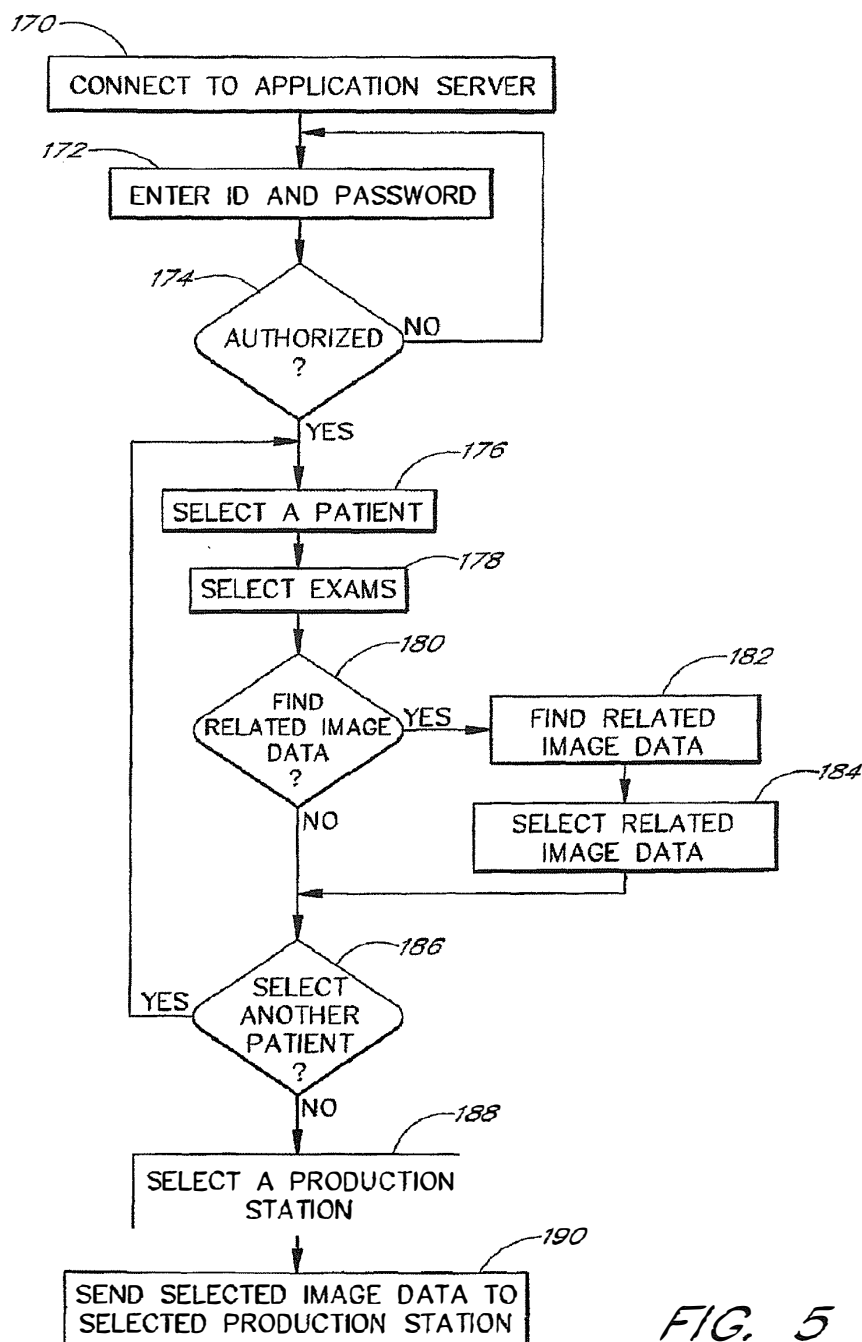 170
CONNECT TO APPLICATION SERVER
172
ENTER ID AND PASSWORD
174
AUTHORIZED
?
NO
YES
176
SELECT A PATIENT
178
SELECT EXAMS
180
FIND
RELATED IMAGE
DATA
?
YES
182
FIND RELATED
IMAGE DATA
184
SELECT RELATED
IMAGE DATA
NO
186
YES
SELECT
ANOTHER
PATIENT
?
NO
188
SELECT A PRODUCTION
STATION
190
SEND SELECTED IMAGE DATA TO
SELECTED PRODUCTION STATION
FIG. 5